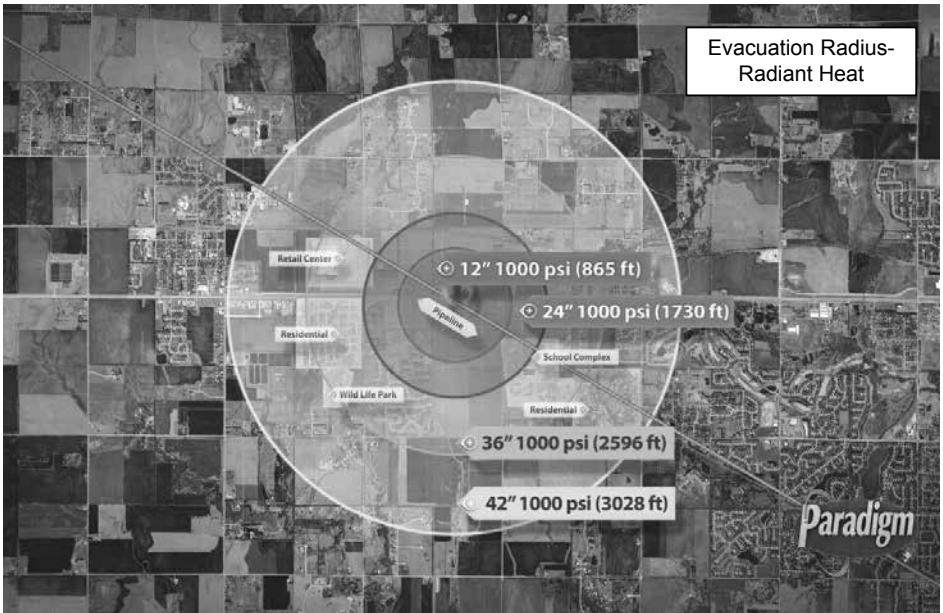 Evacuation Radius-
Radiant Heat
Retail Center
12" 1000 psi (865 ft)
24" 1000 psi (1730 ft)
Pipeline
Residential
School Complex
Wild Life Park
Residential
36" 1000 psi (2596 ft)
42" 1000 psi (3028 ft)
Paradigm